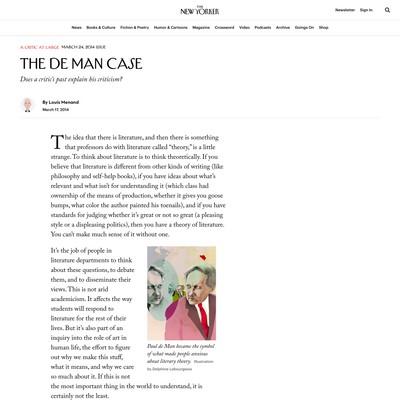 THE
NEW YORKER
Newsletter Sign In
News Books & Culture Fiction & Poetry Humor & Cartoons Magazine Crossword Video Podcasts Archive Goings On Shop
A CRITIC AT LARGE MARCH 24, 2014 ISSUE
THE DE MAN CASE
Does a critic's past explain his criticism?
By Louis Menand
March 17, 2014
The idea that there is literature, and then there is something
that professors do with literature called “theory,” is a little
strange. To think about literature is to think theoretically. If you
believe that literature is different from other kinds of writing (like
philosophy and self-help books), if you have ideas about what's
relevant and what isn't for understanding it (which class had
ownership of the means of production, whether it gives you goose
bumps, what color the author painted his toenails), and if you have
standards for judging whether it's great or not so great (a pleasing
style or a displeasing politics), then you have a theory of literature.
You can't make much sense of it without one.
It's the job of people in
literature departments to think
about these questions, to debate
them, and to disseminate their
views. This is not arid
academicism. It affects the way
students will respond to
literature for the rest of their
lives. But it's also part of an
inquiry into the role of art in
human life, the effort to figure
out why we make this stuff,
what it means, and why we care
so much about it. If this is not
the most important thing in the world to understand, it is
certainly not the least.
Paul de Man became the symbol
of what made people anxious
about literary theory. Illustration
by Delphine Lebourgeois